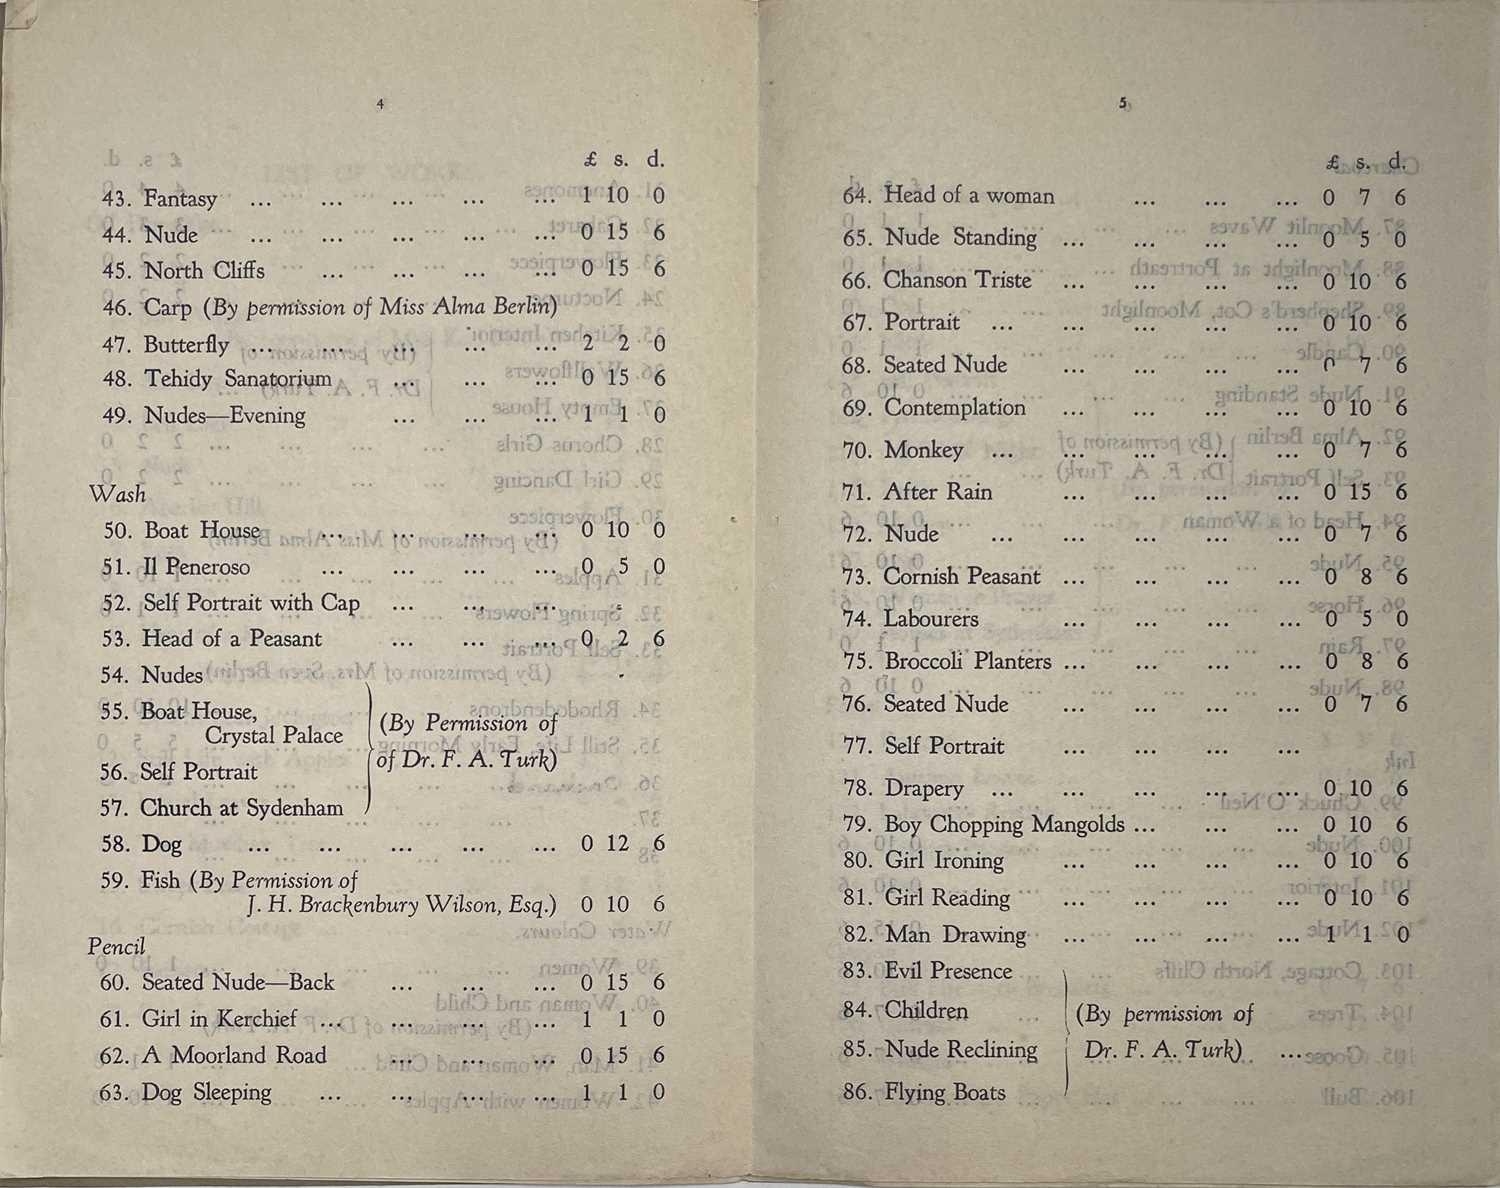 4
£ s. d.
43. Fantasy ... ... ... ... ... 1 10 0
44. Nude ... ... ... ... ... 0 15 6
45. North Cliffs ... ... ... ... 0 15 6
46. Carp (By permission of Miss Alma Berlin)
47. Butterfly ... ... ... ... ... 2 2 0
48. Tehidy Sanatorium ... ... ... 0 15 6
49. Nudes—Evening ... ... ... 1 1 0
Wash
50. Boat House ... ... ... ... 0 10 0
51. Il Peneroso ... ... ... ... 0 5 0
52. Self Portrait with Cap ... ... ...
53. Head of a Peasant ... ... ... 0 2 6
54. Nudes
55. Boat House,
Crystal Palace
(By Permission of
of Dr. F. A. Turk)
56. Self Portrait
57. Church at Sydenham
58. Dog ... ... ... ... ... 0 12 6
59. Fish (By Permission of
J. H. Brackenbury Wilson, Esq.) 0 10 6
Pencil
60. Seated Nude—Back ... ... ... 0 15 6
61. Girl in Kerchief ... ... ... ... 1 1 0
62. A Moorland Road ... ... ... 0 15 6
63. Dog Sleeping ... ... ... ... 1 1 0
5
£ s. d.
64. Head of a woman ... ... ... 0 7 6
65. Nude Standing ... ... ... ... 0 5 0
66. Chanson Triste ... ... ... ... 0 10 6
67. Portrait ... ... ... ... ... 0 10 6
68. Seated Nude ... ... ... ... 0 7 6
69. Contemplation ... ... ... ... 0 10 6
70. Monkey ... ... ... ... ... 0 7 6
71. After Rain ... ... ... ... 0 15 6
72. Nude ... ... ... ... ... 0 7 6
73. Cornish Peasant ... ... ... ... 0 8 6
74. Labourers ... ... ... ... 0 5 0
75. Broccoli Planters ... ... ... ... 0 8 6
76. Seated Nude ... ... ... ... 0 7 6
77. Self Portrait ... ... ... ...
78. Drapery ... ... ... ... ... 0 10 6
79. Boy Chopping Mangolds ... ... ... 0 10 6
80. Girl Ironing ... ... ... ... 0 10 6
81. Girl Reading ... ... ... ... 0 10 6
82. Man Drawing ... ... ... ... 1 1 0
83. Evil Presence
84. Children
(By permission of
85. Nude Reclining
Dr. F. A. Turk) ...
86. Flying Boats